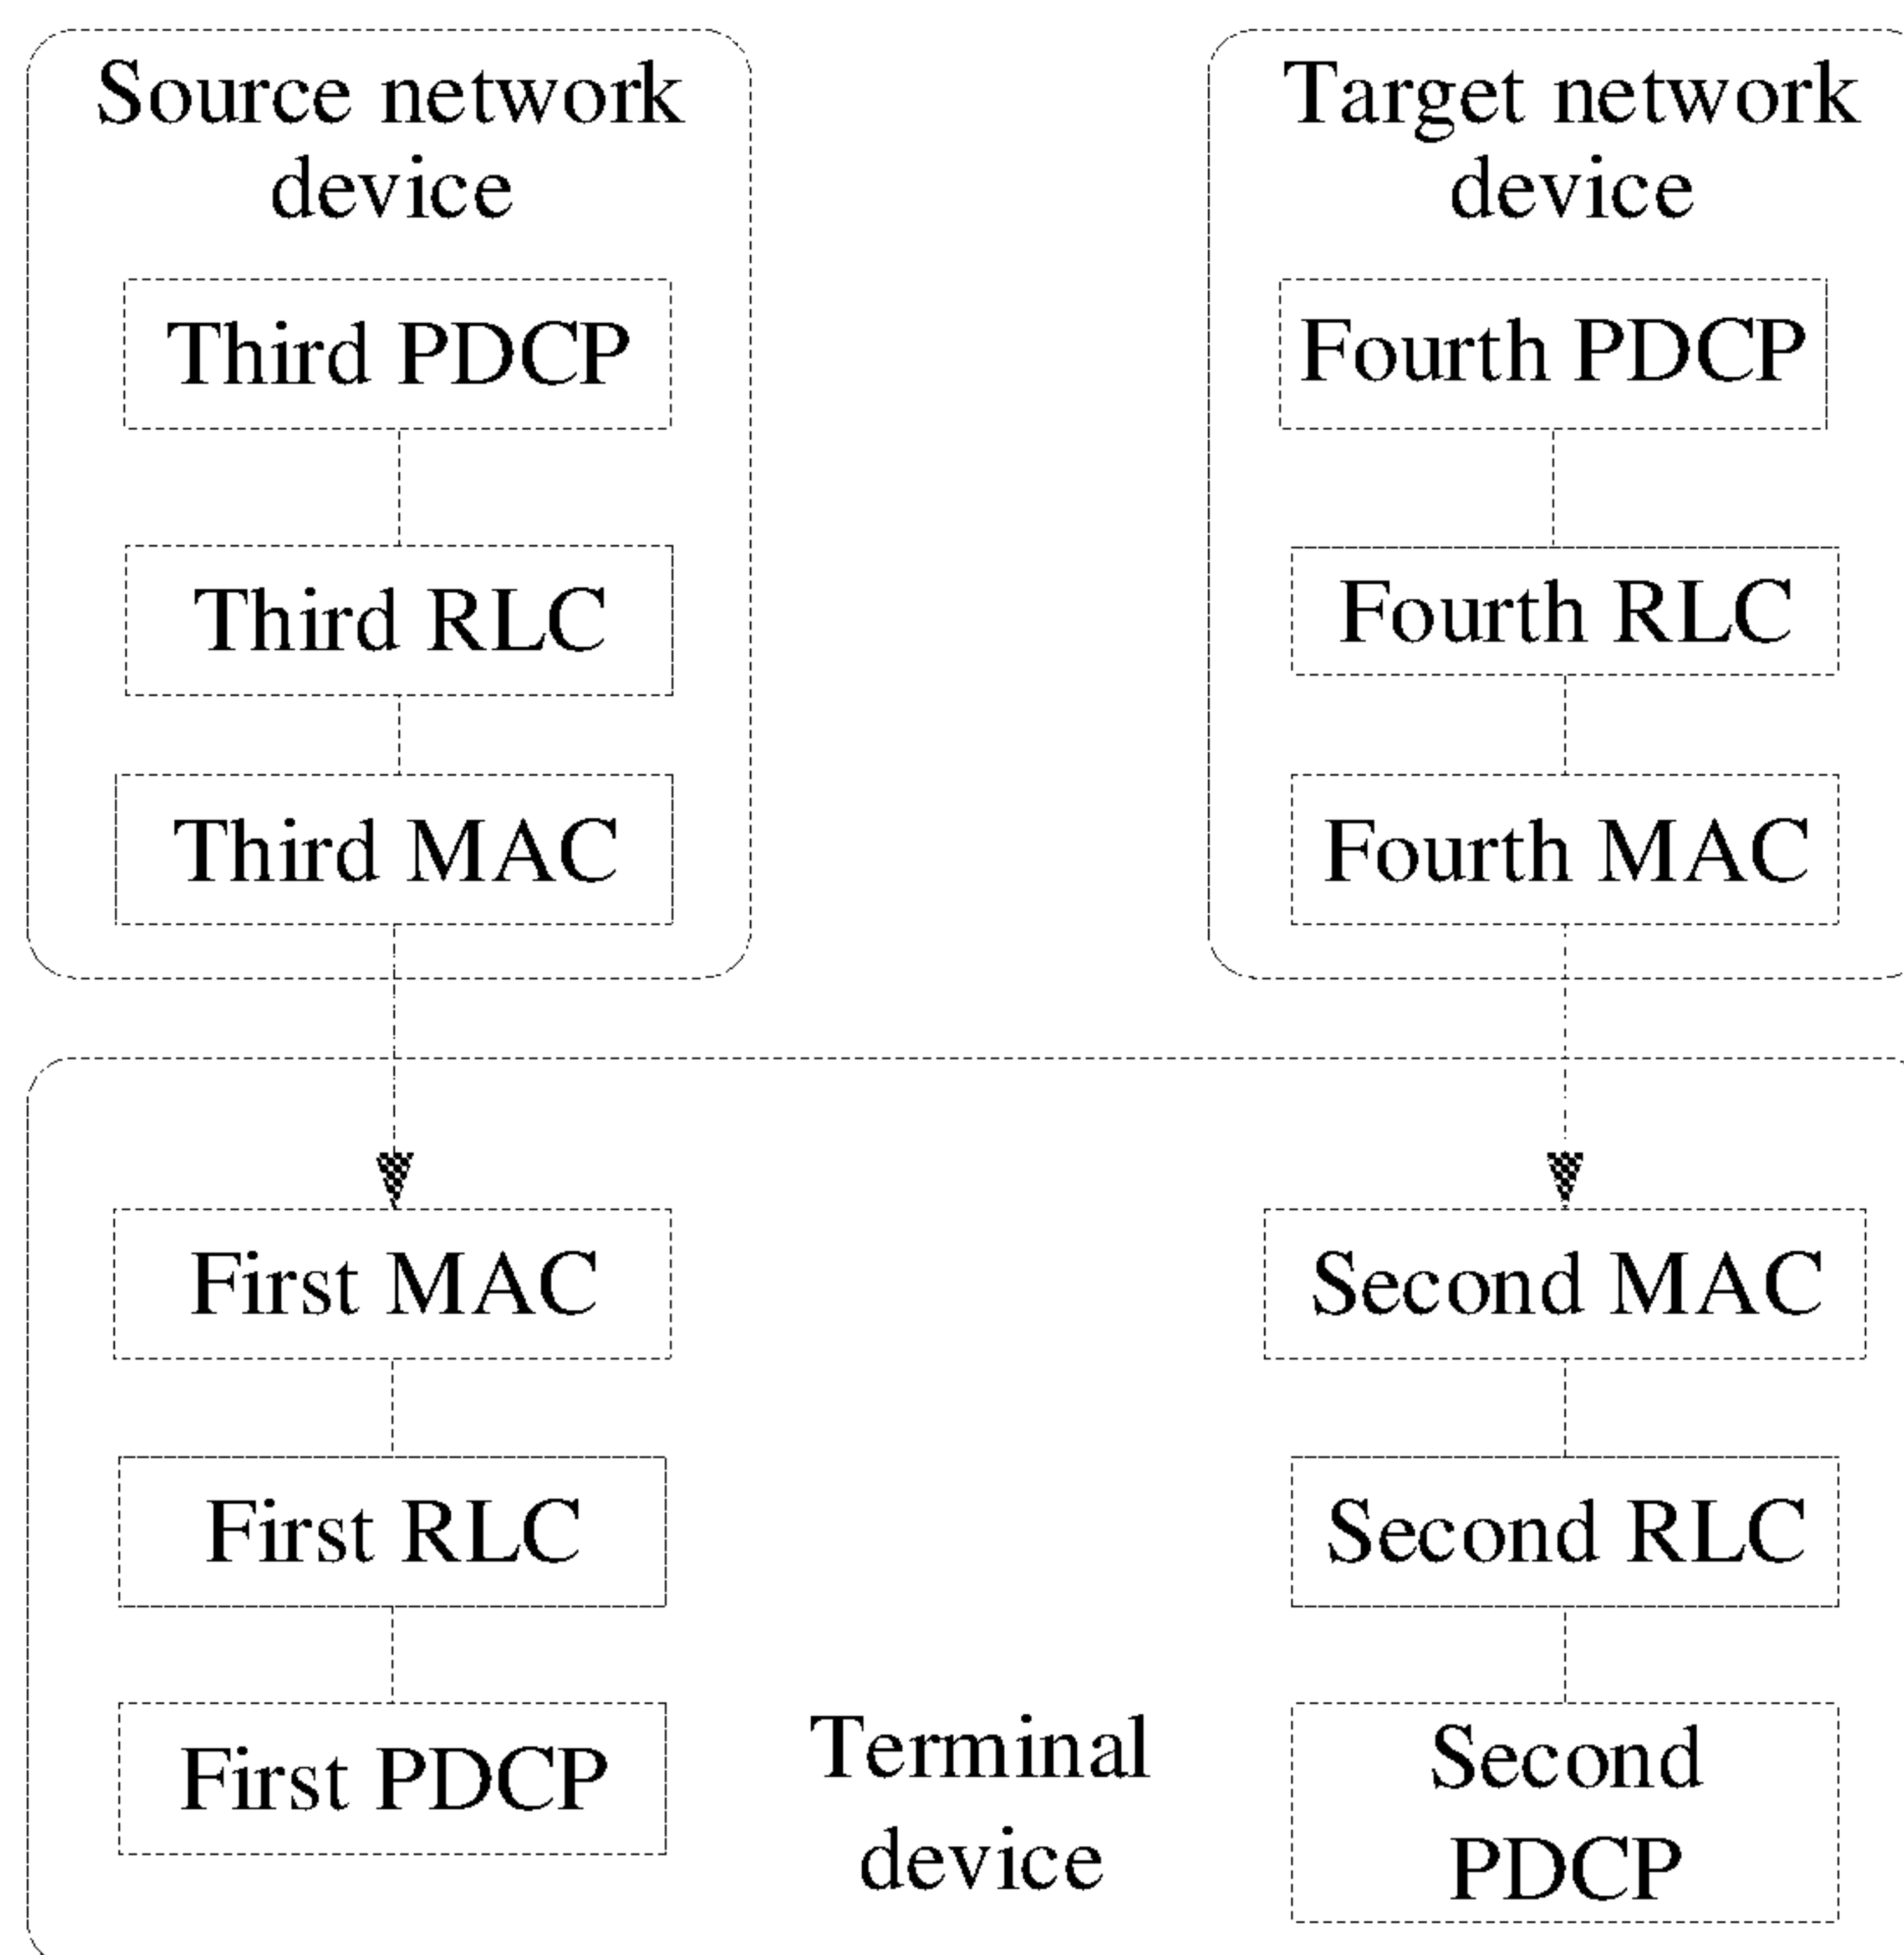 Source network
device
Third PDCP
Third RLC
Third MAC
Target network
device
Fourth PDCP
Fourth RLC
Fourth MAC
First MAC
First RLC
First PDCP
Terminal
device
Second MAC
Second RLC
Second
PDCP